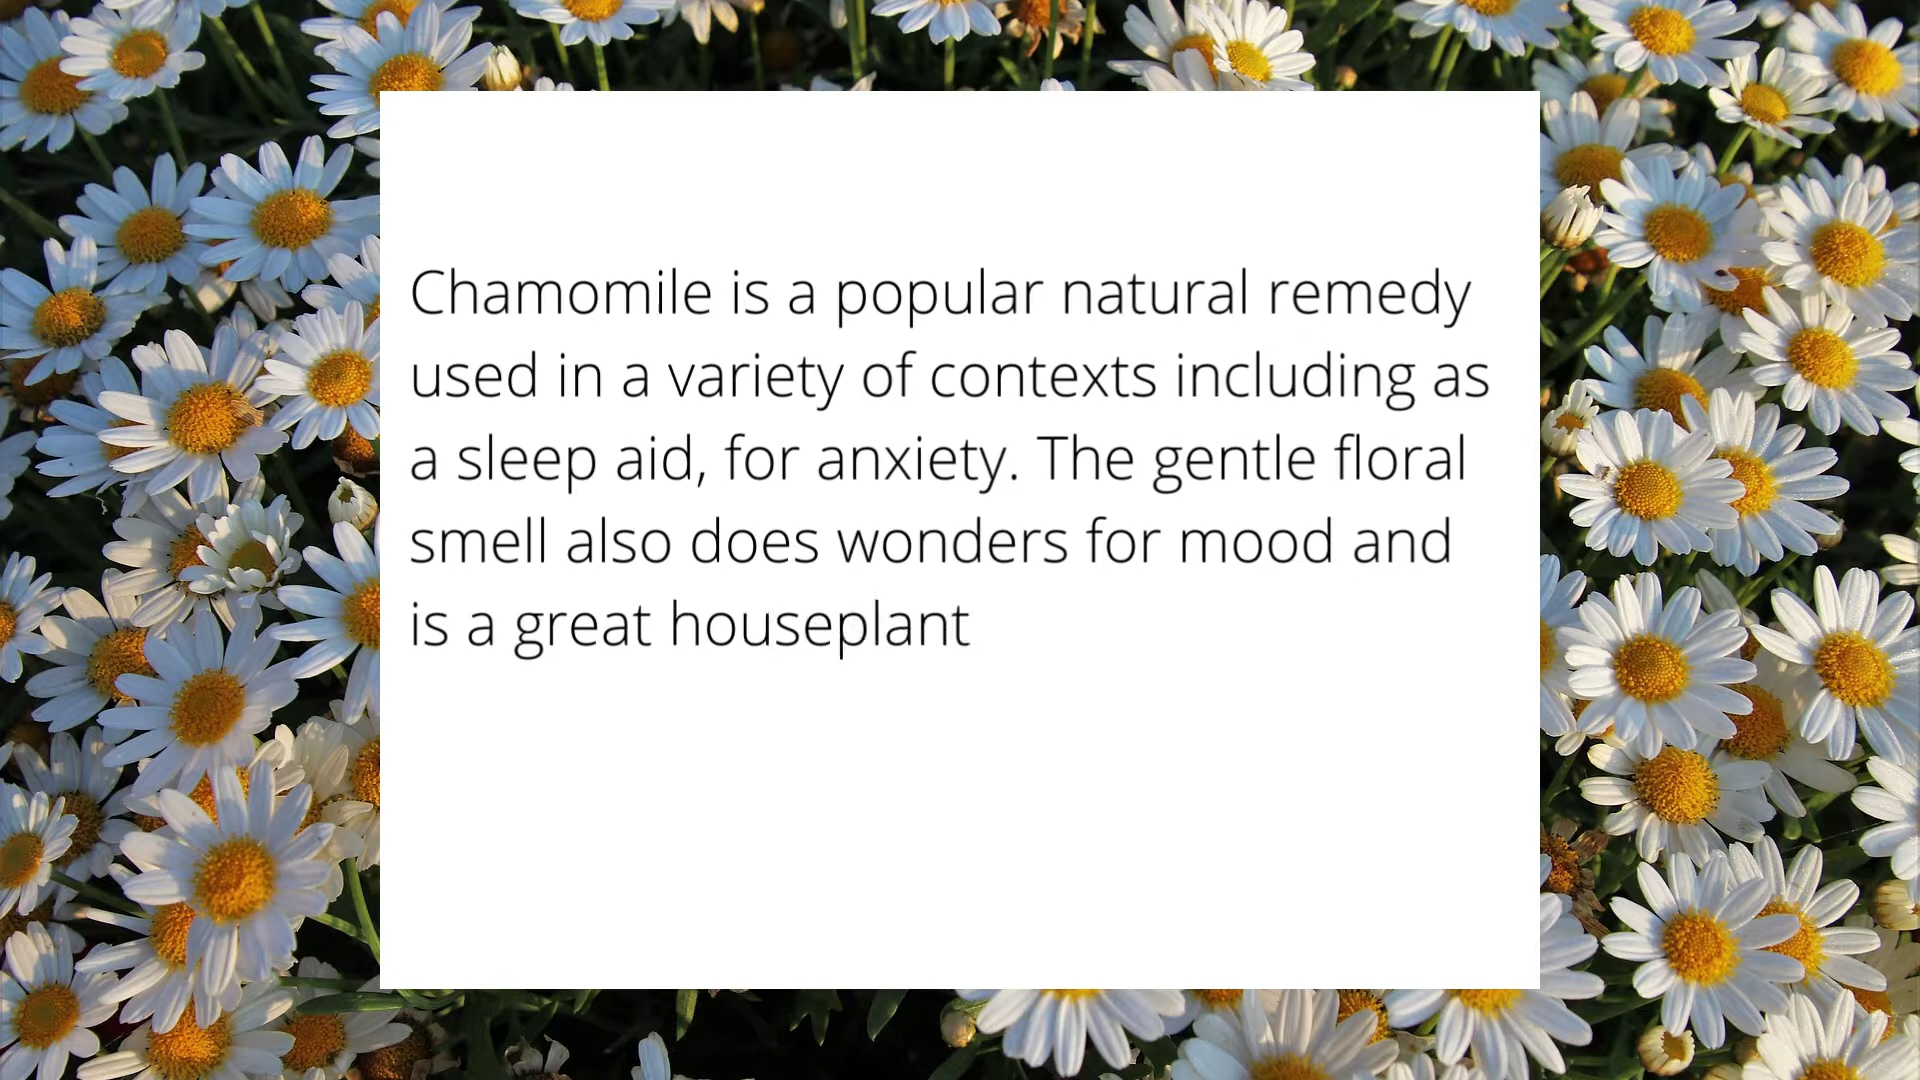 Chamomile is a popular natural remedy
used in a variety of contexts including as
a sleep aid, for anxiety. The gentle floral
smell also does wonders for mood and
is a great houseplant